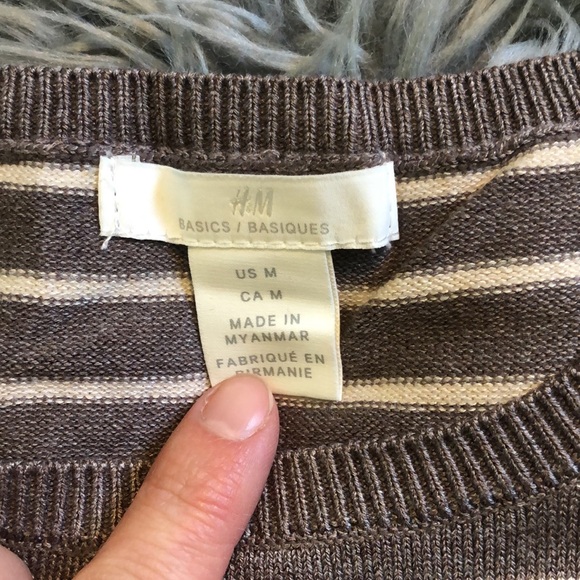 H&M
BASICS / BASIQUES
US M
CA M
MADE IN
MYANMAR
FABRIQUÉ EN
BIRMANIE